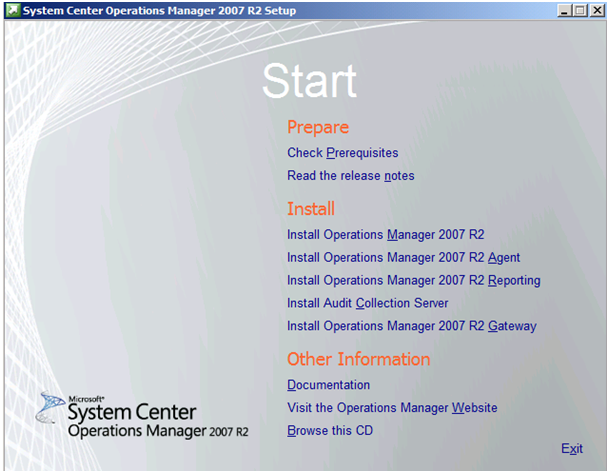 System Center Operations Manager 2007 R2 Setup
Start
Prepare
Check Prerequisites
Read the release notes
Install
Install Operations Manager 2007 R2
Install Operations Manager 2007 R2 Agent
Install Operations Manager 2007 R2 Reporting
Install Audit Collection Server
Install Operations Manager 2007 R2 Gateway
Other Information
Documentation
Visit the Operations Manager Website
Browse this CD
Microsoft®
System Center
Operations Manager 2007 R2
Exit